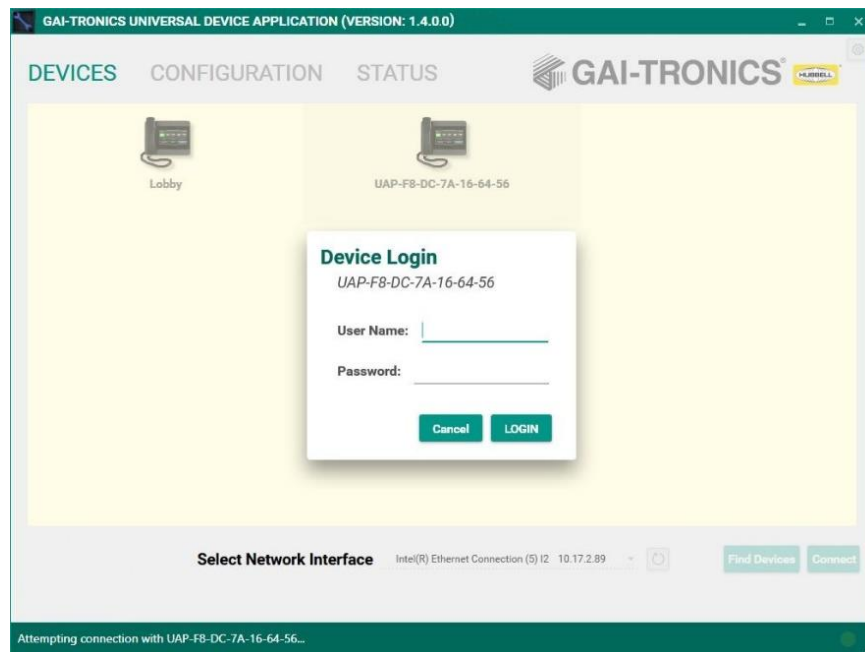 GAI-TRONICS UNIVERSAL DEVICE APPLICATION (VERSION: 1.4.0.0)
DEVICES CONFIGURATION STATUS GAI-TRONICS® HUBBELL
Lobby UAP-F8-DC-7A-16-64-56
Device Login
UAP-F8-DC-7A-16-64-56
User Name:
Password:
Cancel LOGIN
Select Network Interface Intel(R) Ethernet Connection (5) I2 10.17.2.89 Find Devices Connect
Attempting connection with UAP-F8-DC-7A-16-64-56...